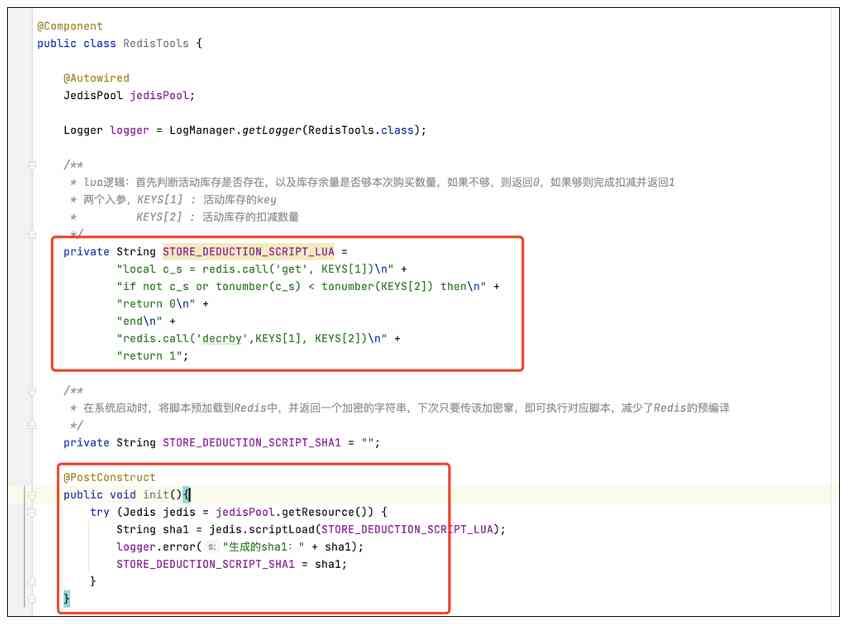 @Component
public class RedisTools {
@Autowired
JedisPool jedisPool;
Logger logger = LogManager.getLogger(RedisTools.class);
/**
* lua逻辑：首先判断活动库存是否存在，以及库存余量是否够本次购买数量，如果不够，则返回0，如果够则完成扣减并返回1
* 两个入参，KEYS[1] : 活动库存的key
* KEYS[2] : 活动库存的扣减数量
*/
private String STORE_DEDUCTION_SCRIPT_LUA =
"local c_s = redis.call('get', KEYS[1])\n" +
"if not c_s or tonumber(c_s) < tonumber(KEYS[2]) then\n" +
"return 0\n" +
"end\n" +
"redis.call('decrby',KEYS[1], KEYS[2])\n" +
"return 1";
/**
* 在系统启动时，将脚本预加载到Redis中，并返回一个加密的字符串，下次只要传该加密窜，即可执行对应脚本，减少了Redis的预编译
*/
private String STORE_DEDUCTION_SCRIPT_SHA1 = "";
@PostConstruct
public void init(){
try (Jedis jedis = jedisPool.getResource()) {
String sha1 = jedis.scriptLoad(STORE_DEDUCTION_SCRIPT_LUA);
logger.error( s: "生成的sha1：" + sha1);
STORE_DEDUCTION_SCRIPT_SHA1 = sha1;
}
}